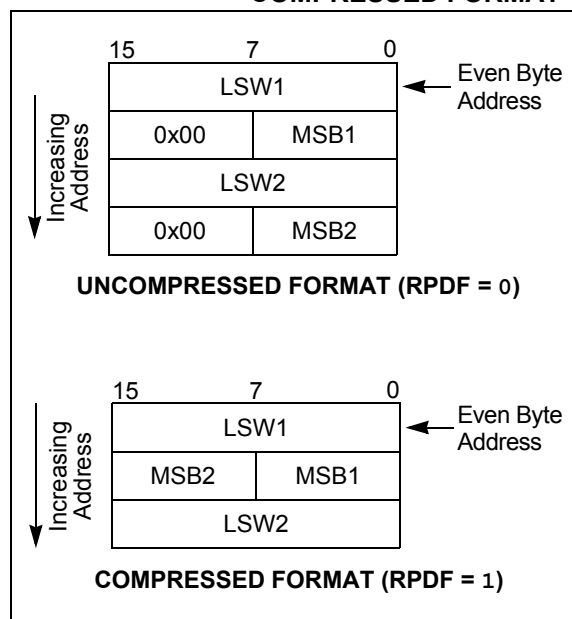 COMPRESSED FORMAT
15 7 0
LSW1
Even Byte
Address
0x00 MSB1
LSW2
0x00 MSB2
Increasing
Address
UNCOMPRESSED FORMAT (RPDF = 0)
15 7 0
LSW1
Even Byte
Address
MSB2 MSB1
LSW2
Increasing
Address
COMPRESSED FORMAT (RPDF = 1)